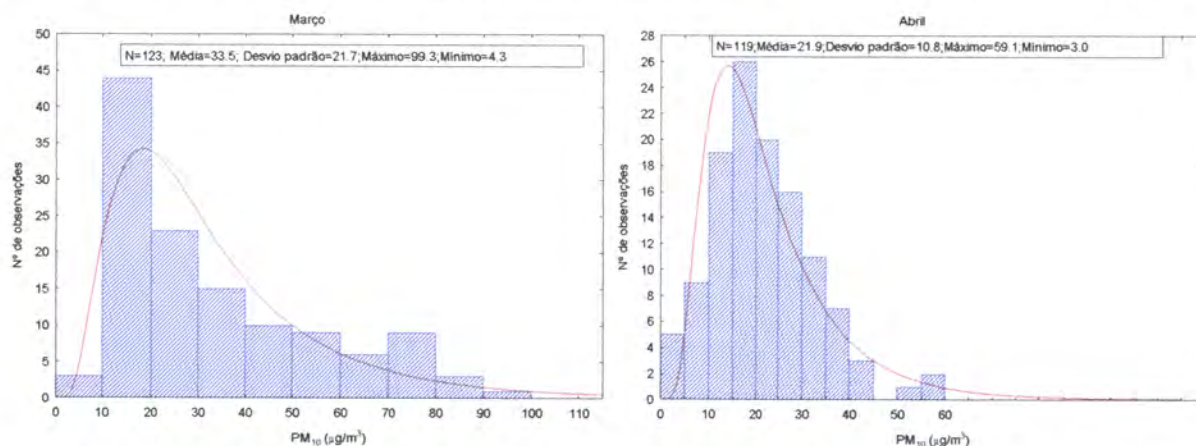 Março
N=123; Média=33.5; Desvio padrão=21.7;Máximo=99.3;Mínimo=4.3
Nº de observações
50
45
40
35
30
25
20
15
10
5
0
0 10 20 30 40 50 60 70 80 90 100 110
PM10 (µg/m³)
Abril
N=119;Média=21.9;Desvio padrão=10.8;Máximo=59.1;Mínimo=3.0
Nº de observações
28
26
24
22
20
18
16
14
12
10
8
6
4
2
0
0 10 20 30 40 50 60
PM10 (µg/m³)